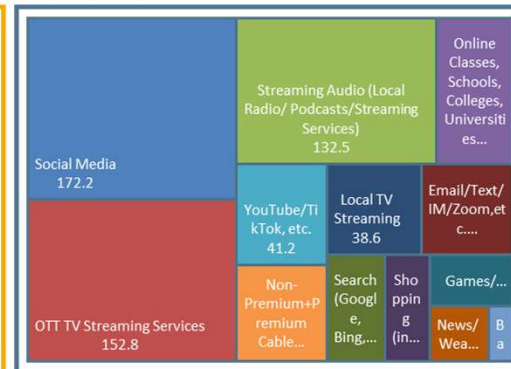 Social Media
172.2
OTT TV Streaming Services
152.8
Streaming Audio (Local
Radio/ Podcasts/Streaming
Services)
132.5
Online
Classes,
Schools,
Colleges,
Universiti
es...
YouTube/Ti
kTok, etc.
41.2
Local TV
Streaming
38.6
Email/Text/
IM/Zoom,et
c....
Non-
Premium+P
remium
Cable...
Search
(Googl
e,
Bing,...
Sho
ppin
g
(in...
Games/...
News/
Wea...
B
a